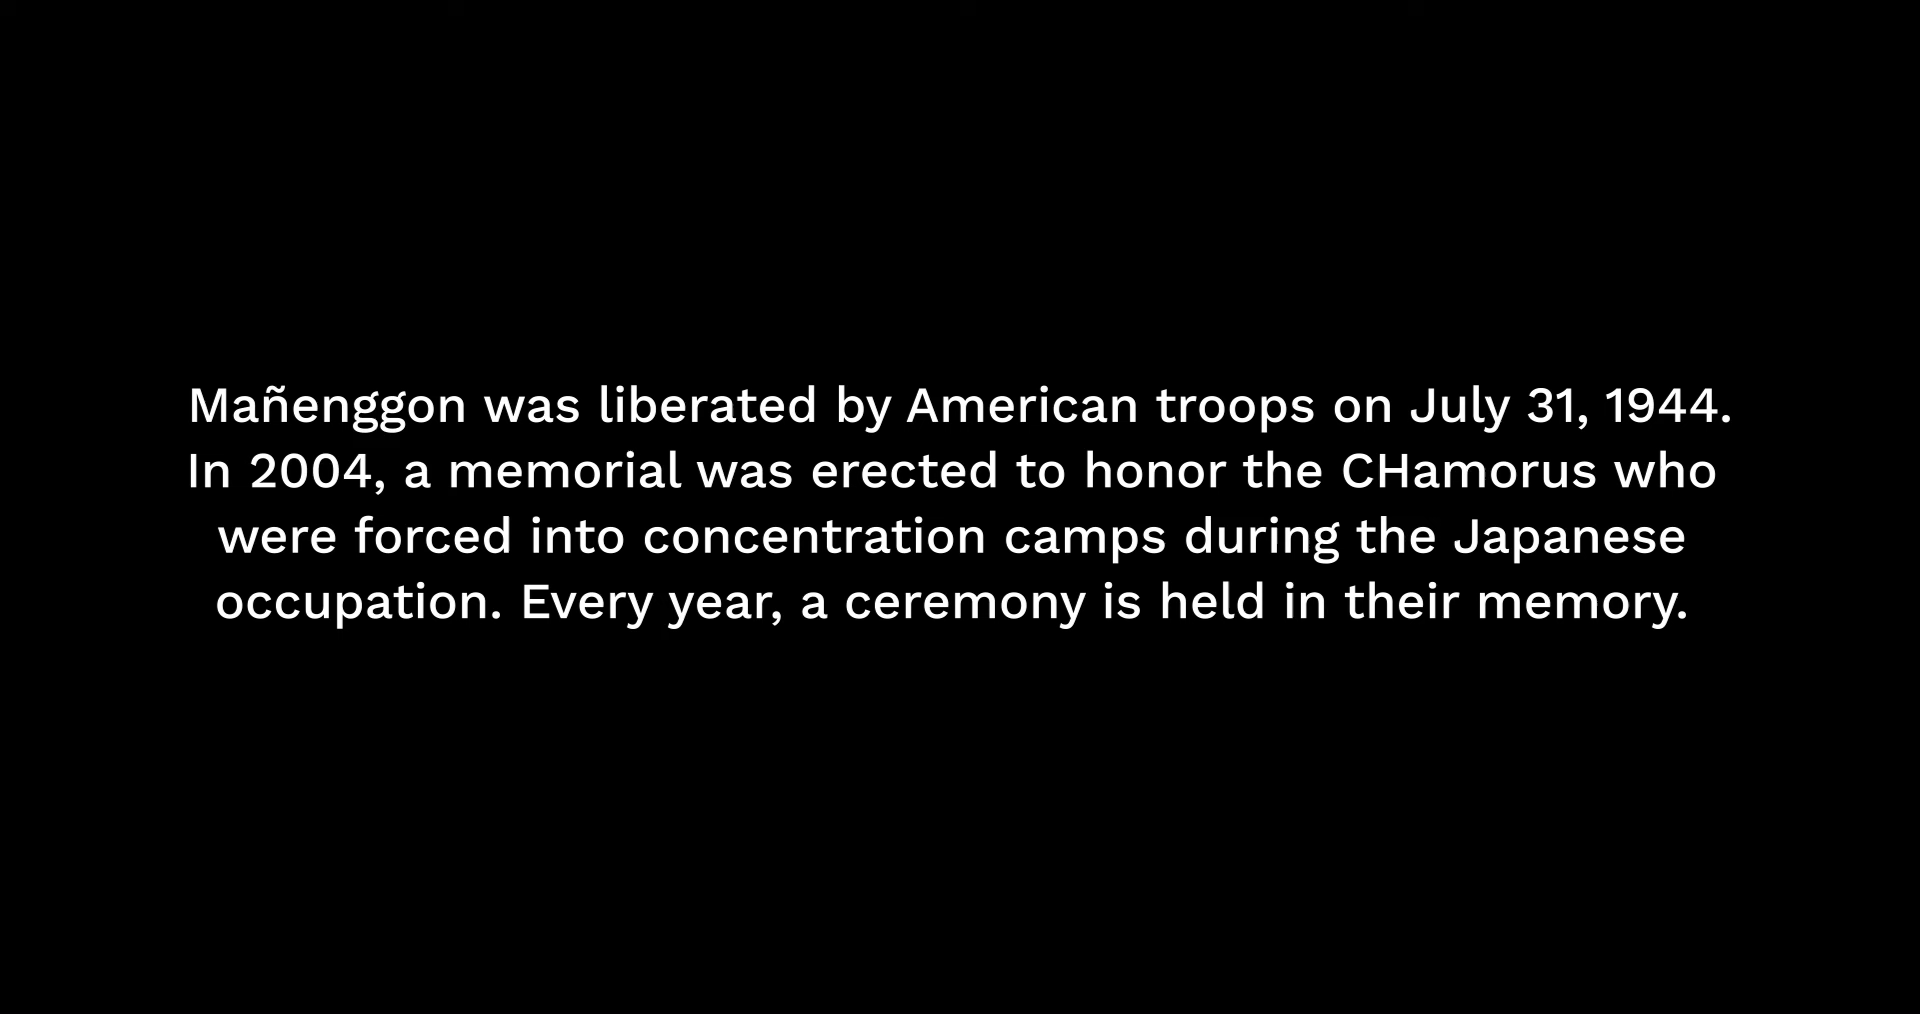 Mañenggon was liberated by American troops on July 31, 1944.
In 2004, a memorial was erected to honor the CHamorus who
were forced into concentration camps during the Japanese
occupation. Every year, a ceremony is held in their memory.